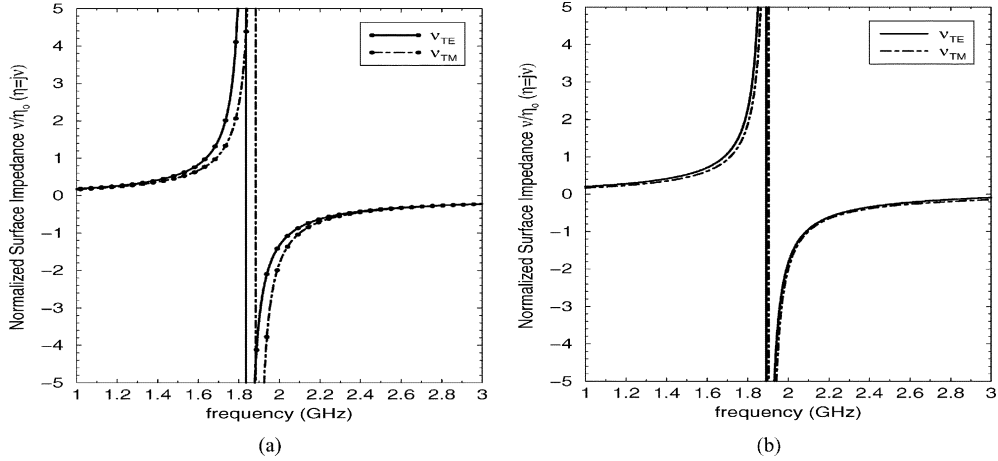 5
4
3
2
1
0
−1
−2
−3
−4
−5
Normalized Surface Impedance ν/η₀ (η=jν)
ν_TE
ν_TM
1 1.2 1.4 1.6 1.8 2 2.2 2.4 2.6 2.8 3
frequency (GHz)
(a)
5
4
3
2
1
0
−1
−2
−3
−4
−5
Normalized Surface Impedance ν/η₀ (η=jν)
ν_TE
ν_TM
1 1.2 1.4 1.6 1.8 2 2.2 2.4 2.6 2.8 3
frequency (GHz)
(b)